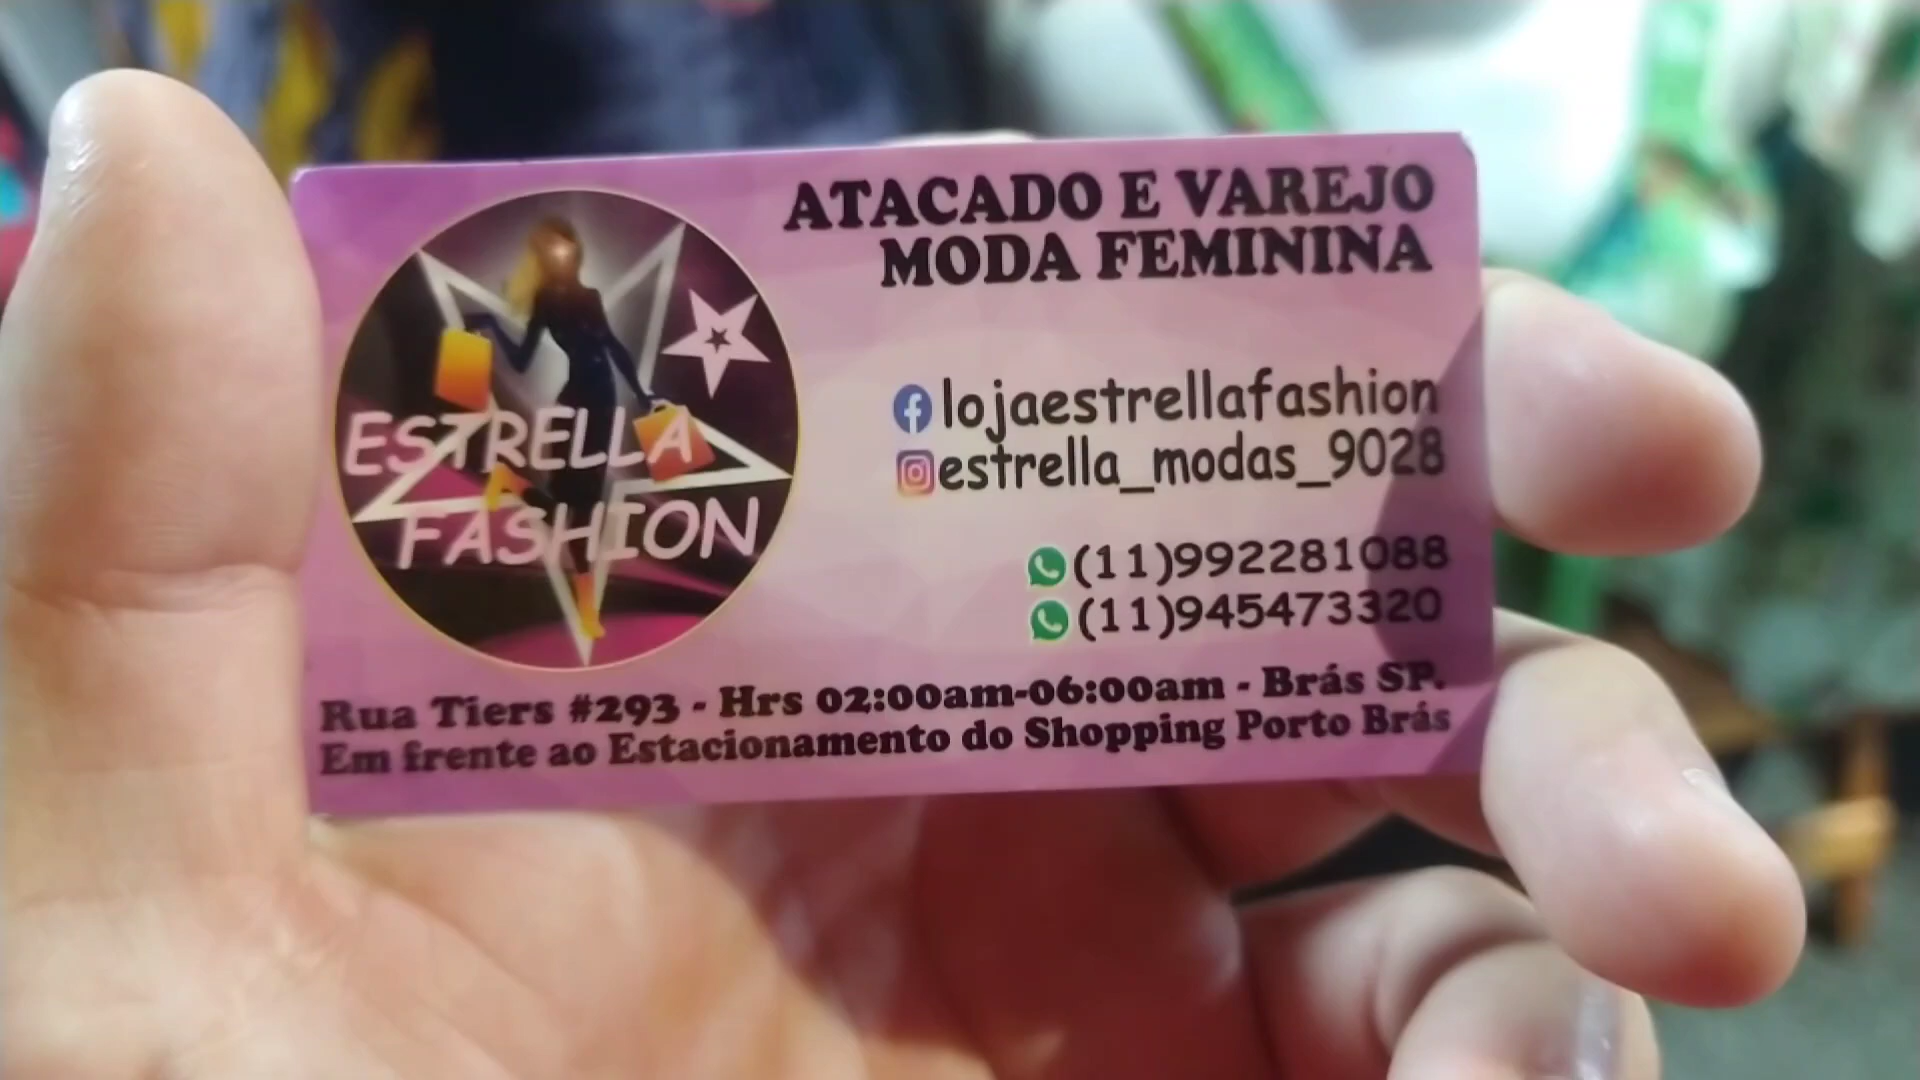 ESTRELLA
FASHION
ATACADO E VAREJO
MODA FEMININA
lojaestrellafashion
estrella_modas_9028
(11)992281088
(11)945473320
Rua Tiers #293 - Hrs 02:00am-06:00am - Brás SP.
Em frente ao Estacionamento do Shopping Porto Brás